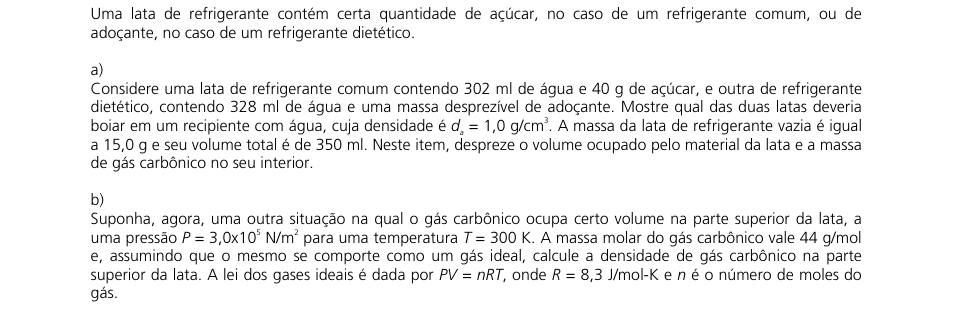 Uma lata de refrigerante contém certa quantidade de açúcar, no caso de um refrigerante comum, ou de
adoçante, no caso de um refrigerante dietético.
a)
Considere uma lata de refrigerante comum contendo 302 ml de água e 40 g de açúcar, e outra de refrigerante
dietético, contendo 328 ml de água e uma massa desprezível de adoçante. Mostre qual das duas latas deveria
boiar em um recipiente com água, cuja densidade é dₐ = 1,0 g/cm³. A massa da lata de refrigerante vazia é igual
a 15,0 g e seu volume total é de 350 ml. Neste item, despreze o volume ocupado pelo material da lata e a massa
de gás carbônico no seu interior.
b)
Suponha, agora, uma outra situação na qual o gás carbônico ocupa certo volume na parte superior da lata, a
uma pressão P = 3,0x10⁵ N/m² para uma temperatura T = 300 K. A massa molar do gás carbônico vale 44 g/mol
e, assumindo que o mesmo se comporte como um gás ideal, calcule a densidade de gás carbônico na parte
superior da lata. A lei dos gases ideais é dada por PV = nRT, onde R = 8,3 J/mol-K e n é o número de moles do
gás.